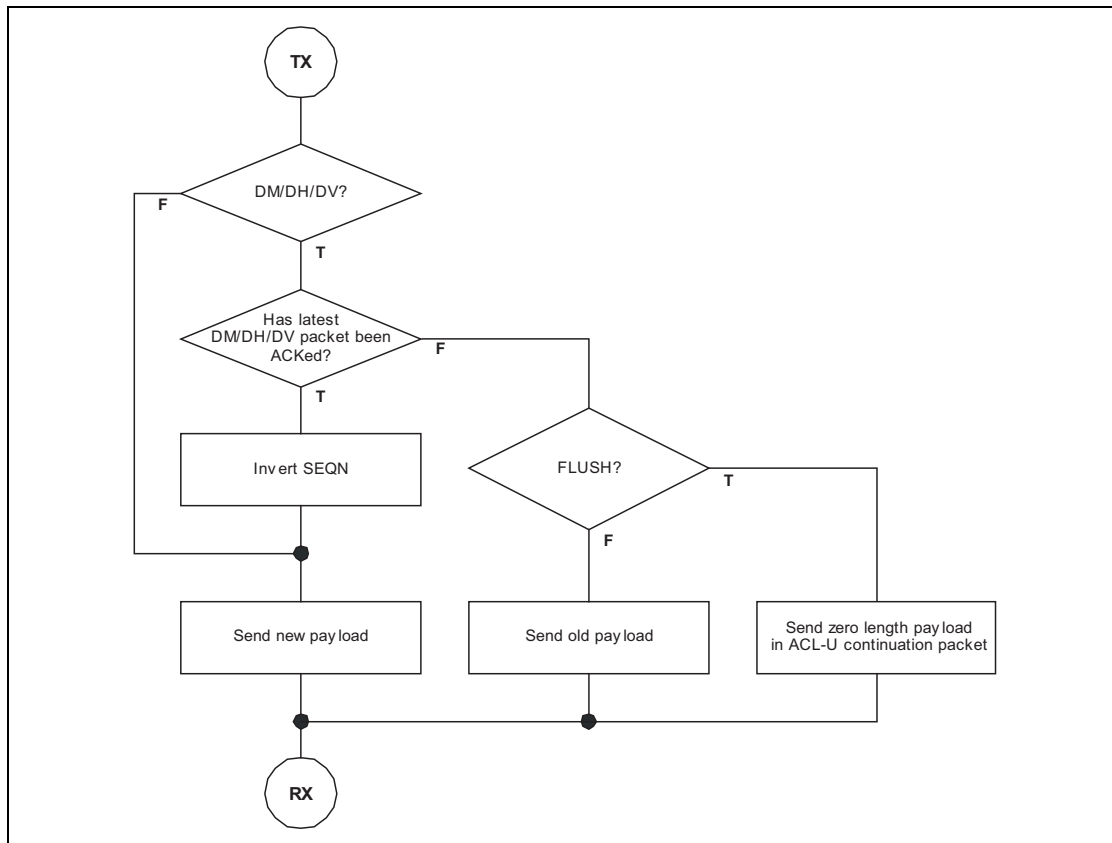 TX
DM/DH/DV?
F
T
Has latest
DM/DH/DV packet been
ACKed?
F
T
Invert SEQN
FLUSH?
T
F
Send new payload
Send old payload
Send zero length payload
in ACL-U continuation packet
RX